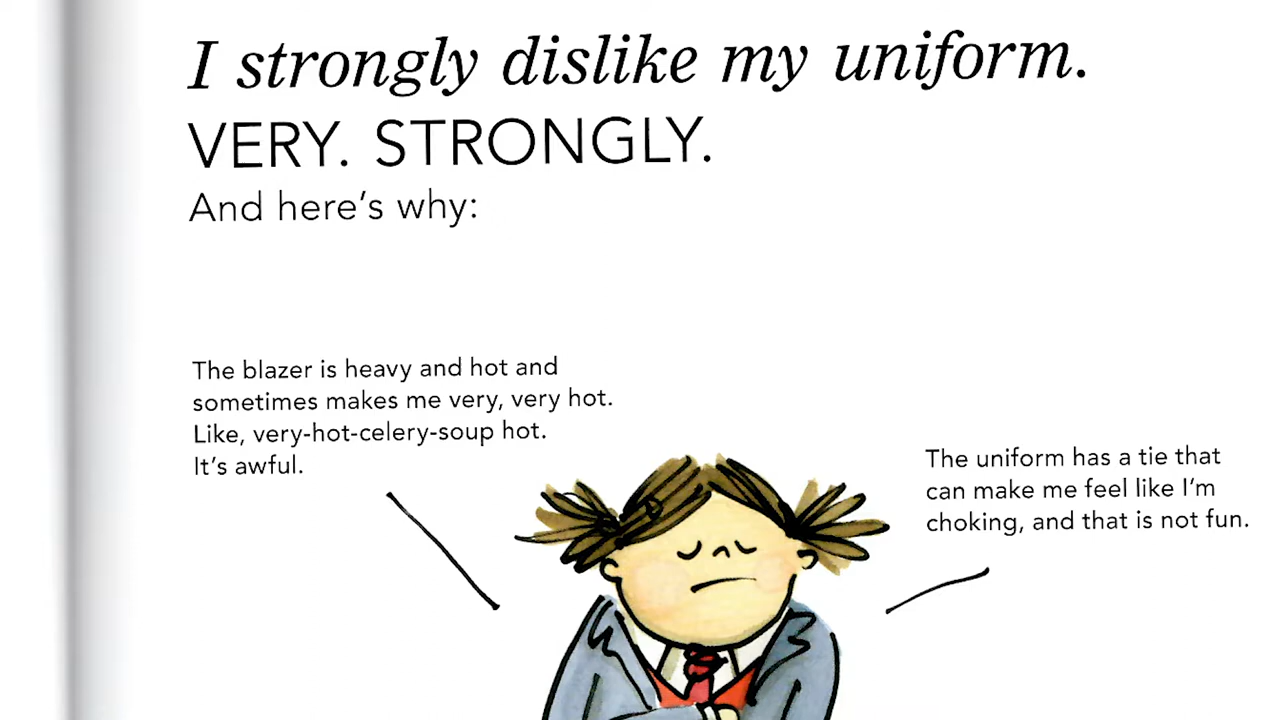 I strongly dislike my uniform.
VERY. STRONGLY.
And here's why:
The blazer is heavy and hot and
sometimes makes me very, very hot.
Like, very-hot-celery-soup hot.
It's awful.
The uniform has a tie that
can make me feel like I'm
choking, and that is not fun.